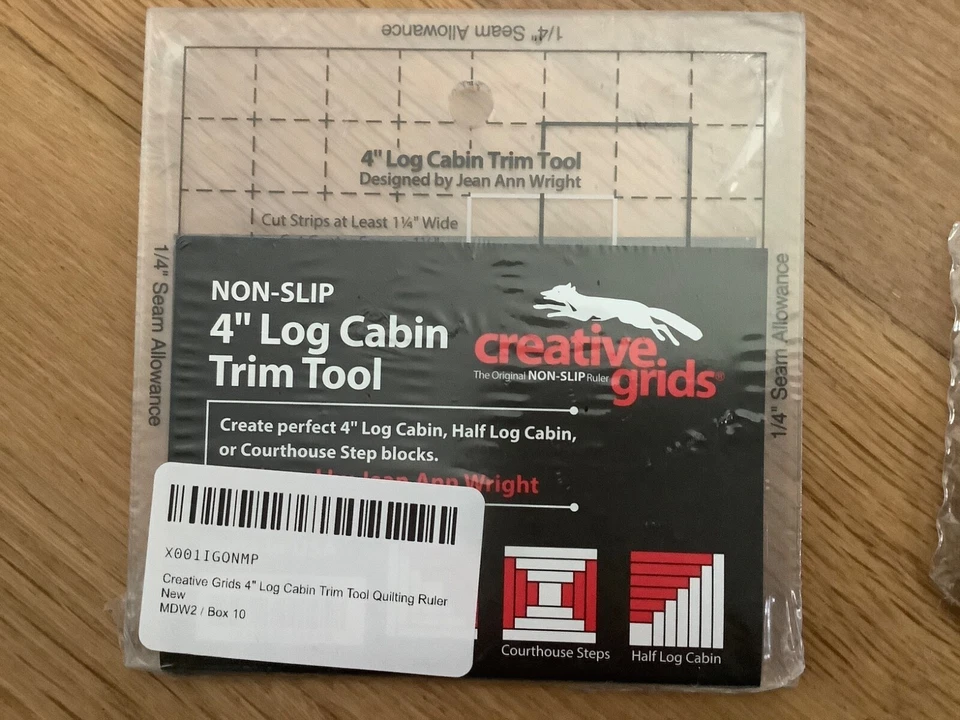 1/4" Seam Allowance
4" Log Cabin Trim Tool
Designed by Jean Ann Wright
Cut Strips at Least 1¼" Wide
1/4" Seam Allowance
1/4" Seam Allowance
NON-SLIP
4" Log Cabin
Trim Tool
creative
grids®
The Original NON-SLIP Ruler
Create perfect 4" Log Cabin, Half Log Cabin,
or Courthouse Step blocks.
Jean Ann Wright
X001IGONMP
Creative Grids 4" Log Cabin Trim Tool Quilting Ruler
New
MDW2 / Box 10
Courthouse Steps
Half Log Cabin